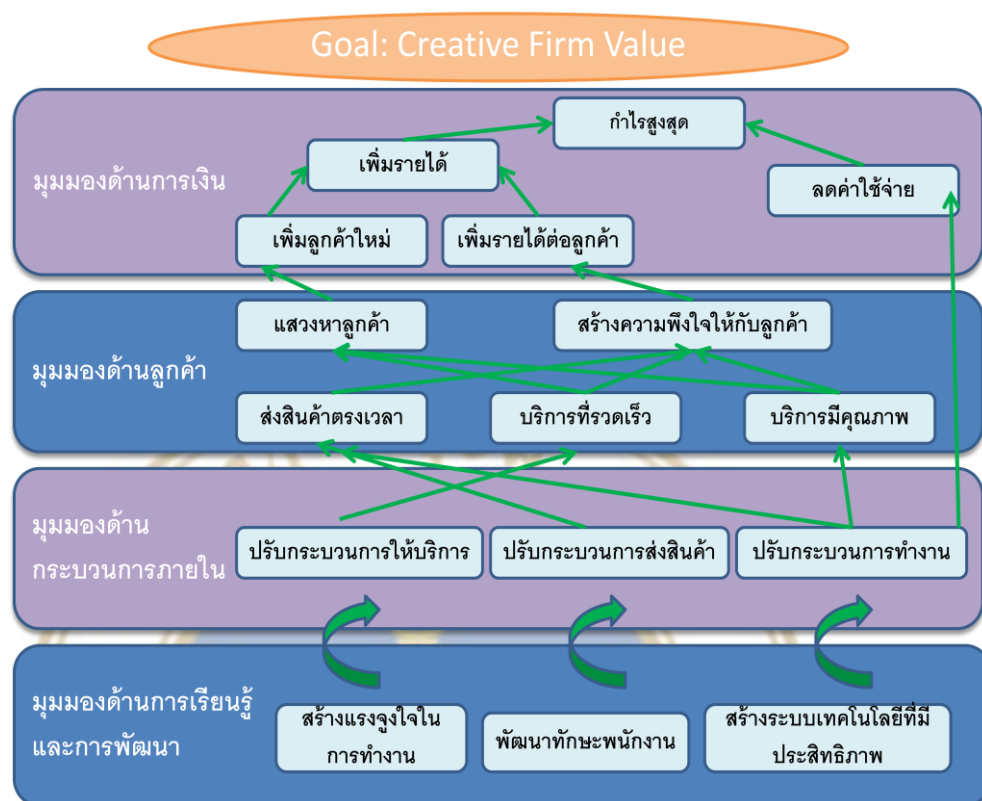 Goal: Creative Firm Value
มุมมองด้านการเงิน
กำไรสูงสุด
เพิ่มรายได้
ลดค่าใช้จ่าย
เพิ่มลูกค้าใหม่
เพิ่มรายได้ต่อลูกค้า
มุมมองด้านลูกค้า
แสวงหาลูกค้า
สร้างความพึงใจให้กับลูกค้า
ส่งสินค้าตรงเวลา
บริการที่รวดเร็ว
บริการมีคุณภาพ
มุมมองด้าน
กระบวนการภายใน
ปรับกระบวนการให้บริการ
ปรับกระบวนการส่งสินค้า
ปรับกระบวนการทำงาน
มุมมองด้านการเรียนรู้
และการพัฒนา
สร้างแรงจูงใจใน
การทำงาน
พัฒนาทักษะพนักงาน
สร้างระบบเทคโนโลยีที่มี
ประสิทธิภาพ